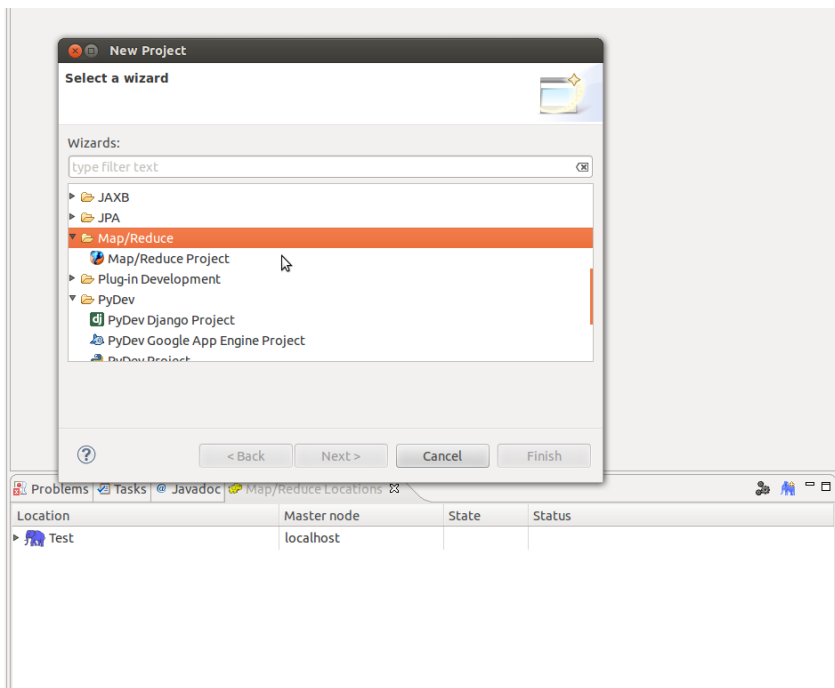 New Project
Select a wizard
Wizards:
type filter text
JAXB
JPA
Map/Reduce
Map/Reduce Project
Plug-in Development
PyDev
PyDev Django Project
PyDev Google App Engine Project
PyDev Project
< Back Next > Cancel Finish
Problems Tasks @ Javadoc Map/Reduce Locations
Location Master node State Status
Test localhost